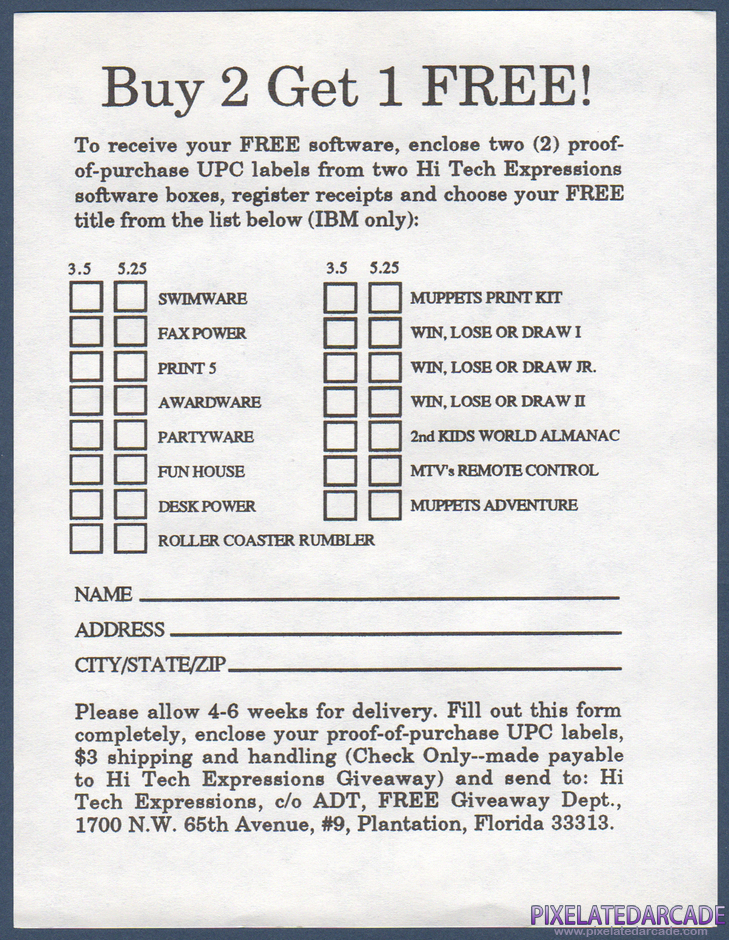 Buy 2 Get 1 FREE!
To receive your FREE software, enclose two (2) proof-
of-purchase UPC labels from two Hi Tech Expressions
software boxes, register receipts and choose your FREE
title from the list below (IBM only):
3.5 5.25
SWIMWARE
FAX POWER
PRINT 5
AWARDWARE
PARTYWARE
FUN HOUSE
DESK POWER
ROLLER COASTER RUMBLER
3.5 5.25
MUPPETS PRINT KIT
WIN, LOSE OR DRAW I
WIN, LOSE OR DRAW JR.
WIN, LOSE OR DRAW II
2nd KIDS WORLD ALMANAC
MTV's REMOTE CONTROL
MUPPETS ADVENTURE
NAME
ADDRESS
CITY/STATE/ZIP
Please allow 4-6 weeks for delivery. Fill out this form
completely, enclose your proof-of-purchase UPC labels,
$3 shipping and handling (Check Only--made payable
to Hi Tech Expressions Giveaway) and send to: Hi
Tech Expressions, c/o ADT, FREE Giveaway Dept.,
1700 N.W. 65th Avenue, #9, Plantation, Florida 33313.
PIXELATEDARCADE
www.pixelatedarcade.com